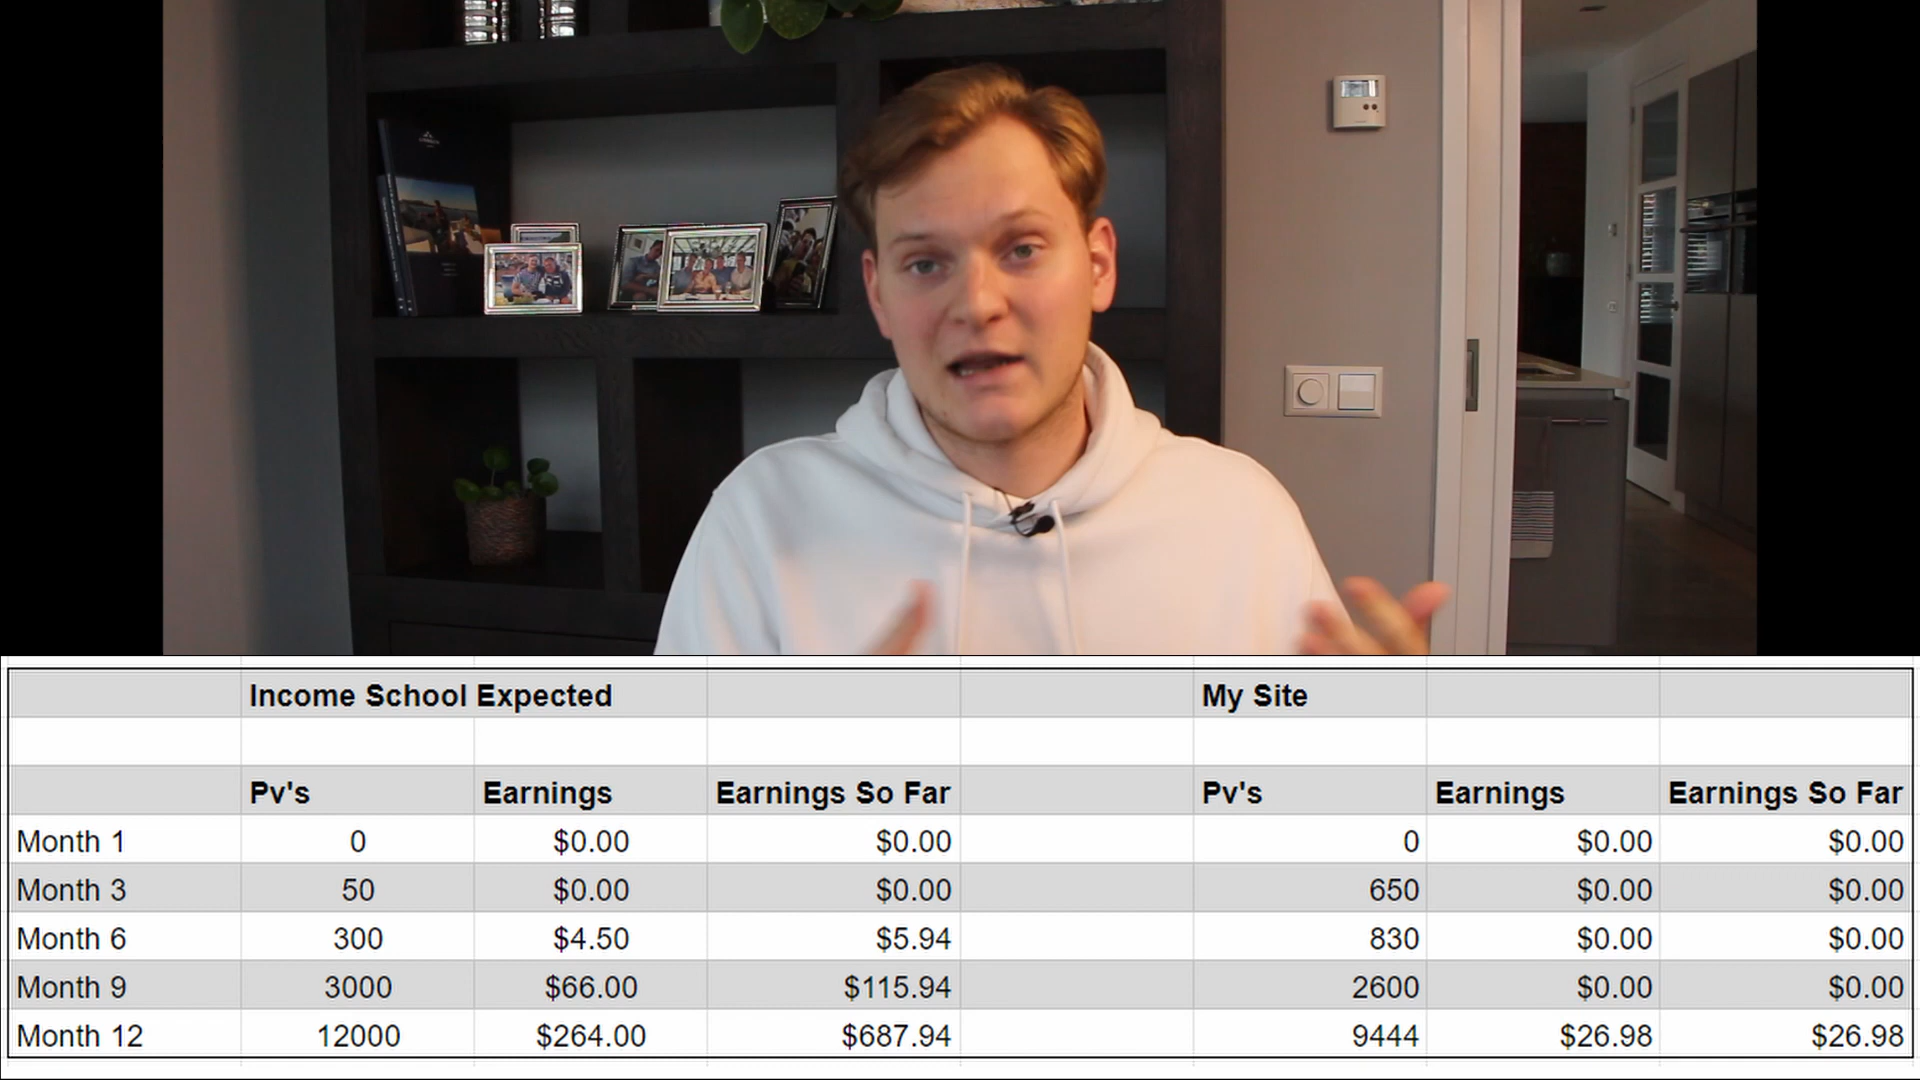 Income School Expected My Site
Pv's Earnings Earnings So Far Pv's Earnings Earnings So Far
Month 1 0 $0.00 $0.00 0 $0.00 $0.00
Month 3 50 $0.00 $0.00 650 $0.00 $0.00
Month 6 300 $4.50 $5.94 830 $0.00 $0.00
Month 9 3000 $66.00 $115.94 2600 $0.00 $0.00
Month 12 12000 $264.00 $687.94 9444 $26.98 $26.98